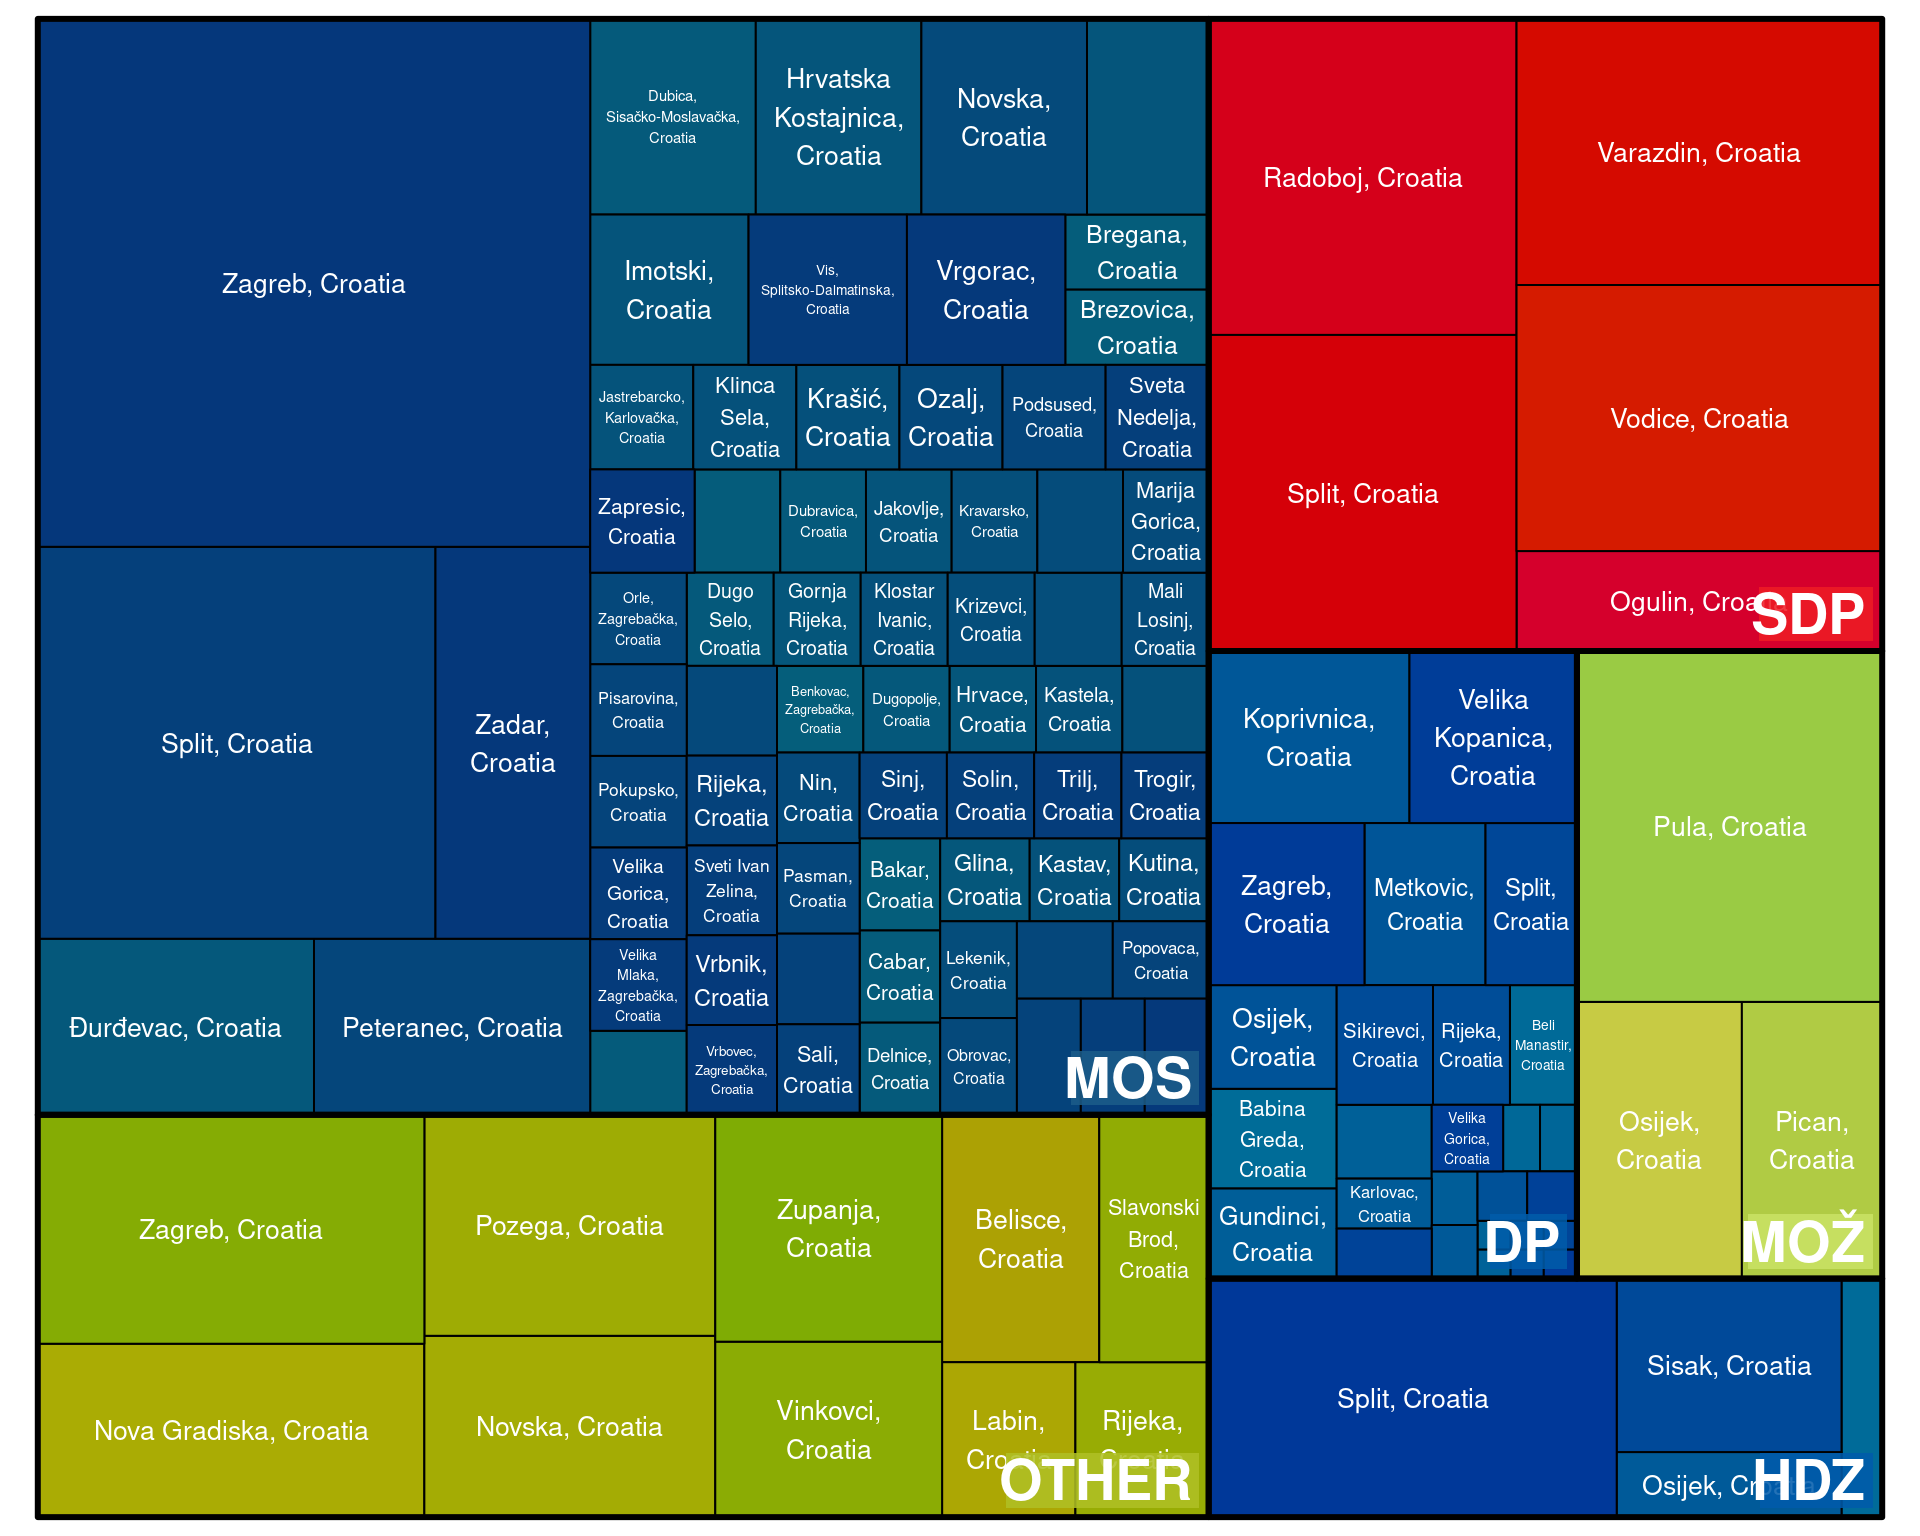 Zagreb, Croatia
Split, Croatia
Zadar,
Croatia
Đurđevac, Croatia
Peteranec, Croatia
Dubica,
Sisačko-Moslavačka,
Croatia
Hrvatska
Kostajnica,
Croatia
Novska,
Croatia
Imotski,
Croatia
Vis,
Splitsko-Dalmatinska,
Croatia
Vrgorac,
Croatia
Bregana,
Croatia
Brezovica,
Croatia
Jastrebarcko,
Karlovačka,
Croatia
Klinca
Sela,
Croatia
Krašić,
Croatia
Ozalj,
Croatia
Podsused,
Croatia
Sveta
Nedelja,
Croatia
Zapresic,
Croatia
Dubravica,
Croatia
Jakovlje,
Croatia
Kravarsko,
Croatia
Marija
Gorica,
Croatia
Orle,
Zagrebačka,
Croatia
Dugo
Selo,
Croatia
Gornja
Rijeka,
Croatia
Klostar
Ivanic,
Croatia
Krizevci,
Croatia
Mali
Losinj,
Croatia
Pisarovina,
Croatia
Benkovac,
Zagrebačka,
Croatia
Dugopolje,
Croatia
Hrvace,
Croatia
Kastela,
Croatia
Pokupsko,
Croatia
Rijeka,
Croatia
Nin,
Croatia
Sinj,
Croatia
Solin,
Croatia
Trilj,
Croatia
Trogir,
Croatia
Velika
Gorica,
Croatia
Sveti Ivan
Zelina,
Croatia
Pasman,
Croatia
Bakar,
Croatia
Glina,
Croatia
Kastav,
Croatia
Kutina,
Croatia
Velika
Mlaka,
Zagrebačka,
Croatia
Vrbnik,
Croatia
Cabar,
Croatia
Lekenik,
Croatia
Popovaca,
Croatia
Vrbovec,
Zagrebačka,
Croatia
Sali,
Croatia
Delnice,
Croatia
Obrovac,
Croatia
MOS
Radoboj, Croatia
Varazdin, Croatia
Split, Croatia
Vodice, Croatia
Ogulin, Croatia
SDP
Koprivnica,
Croatia
Velika
Kopanica,
Croatia
Zagreb,
Croatia
Metkovic,
Croatia
Split,
Croatia
Osijek,
Croatia
Sikirevci,
Croatia
Rijeka,
Croatia
Beli
Manastir,
Croatia
Babina
Greda,
Croatia
Velika
Gorica,
Croatia
Gundinci,
Croatia
Karlovac,
Croatia
DP
Pula, Croatia
Osijek,
Croatia
Pican,
Croatia
MOŽ
Zagreb, Croatia
Pozega, Croatia
Zupanja,
Croatia
Belisce,
Croatia
Slavonski
Brod,
Croatia
Nova Gradiska, Croatia
Novska, Croatia
Vinkovci,
Croatia
Labin,
Croatia
Rijeka,
Croatia
OTHER
Split, Croatia
Sisak, Croatia
Osijek, Croatia
HDZ